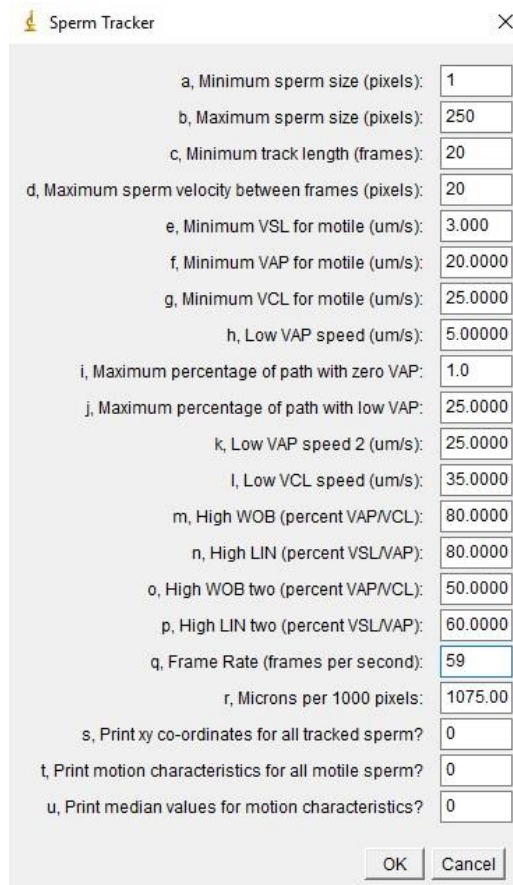 Sperm Tracker
a, Minimum sperm size (pixels): 1
b, Maximum sperm size (pixels): 250
c, Minimum track length (frames): 20
d, Maximum sperm velocity between frames (pixels): 20
e, Minimum VSL for motile (um/s): 3.000
f, Minimum VAP for motile (um/s): 20.0000
g, Minimum VCL for motile (um/s): 25.0000
h, Low VAP speed (um/s): 5.00000
i, Maximum percentage of path with zero VAP: 1.0
j, Maximum percentage of path with low VAP: 25.0000
k, Low VAP speed 2 (um/s): 25.0000
l, Low VCL speed (um/s): 35.0000
m, High WOB (percent VAP/VCL): 80.0000
n, High LIN (percent VSL/VAP): 80.0000
o, High WOB two (percent VAP/VCL): 50.0000
p, High LIN two (percent VSL/VAP): 60.0000
q, Frame Rate (frames per second): 59
r, Microns per 1000 pixels: 1075.00
s, Print xy co-ordinates for all tracked sperm? 0
t, Print motion characteristics for all motile sperm? 0
u, Print median values for motion characteristics? 0
OK Cancel